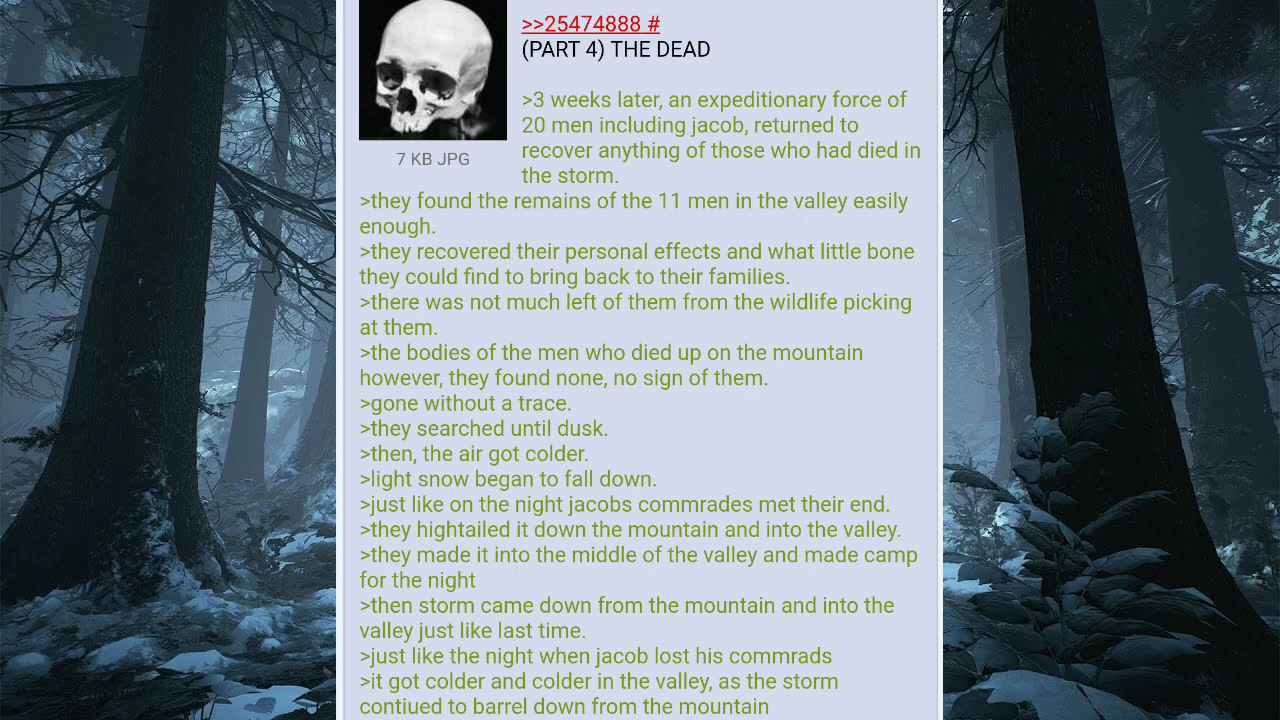 >>25474888 #
(PART 4) THE DEAD
>3 weeks later, an expeditionary force of
20 men including jacob, returned to
recover anything of those who had died in
the storm.
7 KB JPG
>they found the remains of the 11 men in the valley easily
enough.
>they recovered their personal effects and what little bone
they could find to bring back to their families.
>there was not much left of them from the wildlife picking
at them.
>the bodies of the men who died up on the mountain
however, they found none, no sign of them.
>gone without a trace.
>they searched until dusk.
>then, the air got colder.
>light snow began to fall down.
>just like on the night jacobs commrades met their end.
>they hightailed it down the mountain and into the valley.
>they made it into the middle of the valley and made camp
for the night
>then storm came down from the mountain and into the
valley just like last time.
>just like the night when jacob lost his commrads
>it got colder and colder in the valley, as the storm
contiued to barrel down from the mountain